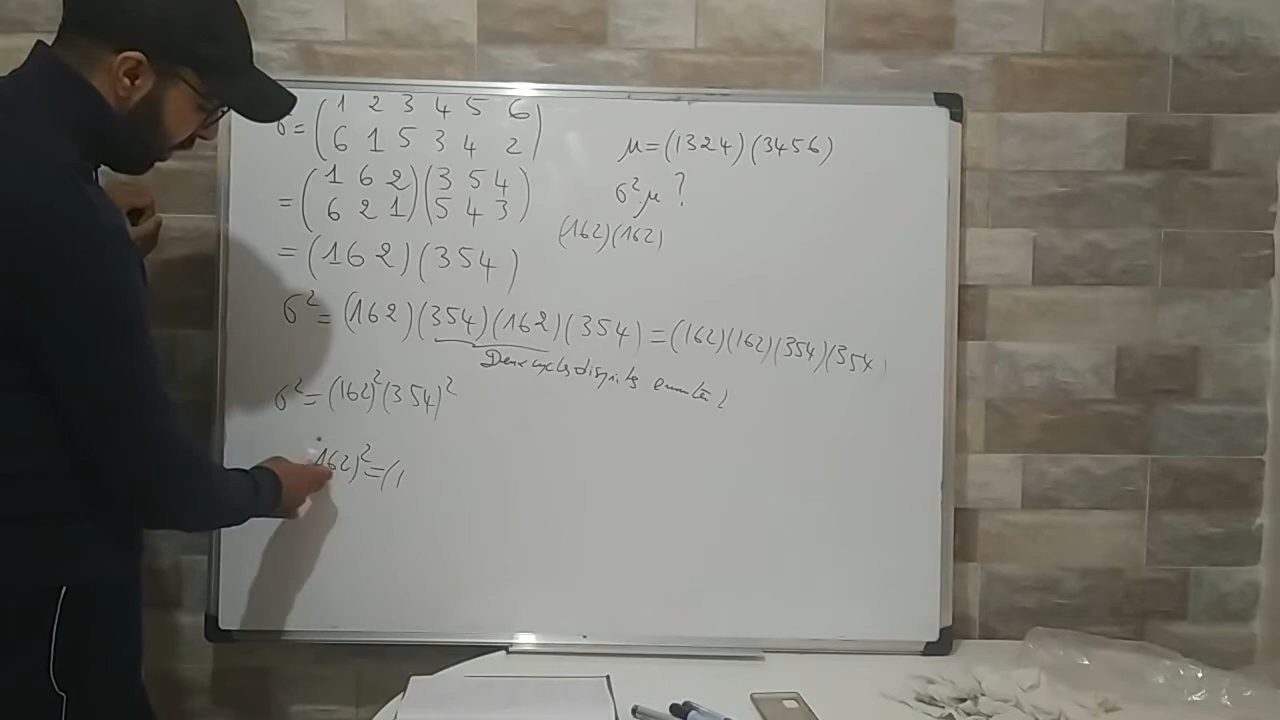 σ = ( 1 2 3 4 5 6
6 1 5 3 4 2 )
= ( 1 6 2 ) ( 3 5 4 )
( 6 2 1 ) ( 5 4 3 )
= (1 6 2) (3 5 4)
σ² = (162)(354)(162)(354) = (162)(162)(354)(354
Deux cycles disjoints
σ² = (162)²(354)²
162)² = (1
μ = (1324)(3456)
σ²μ ?
(162)(162)